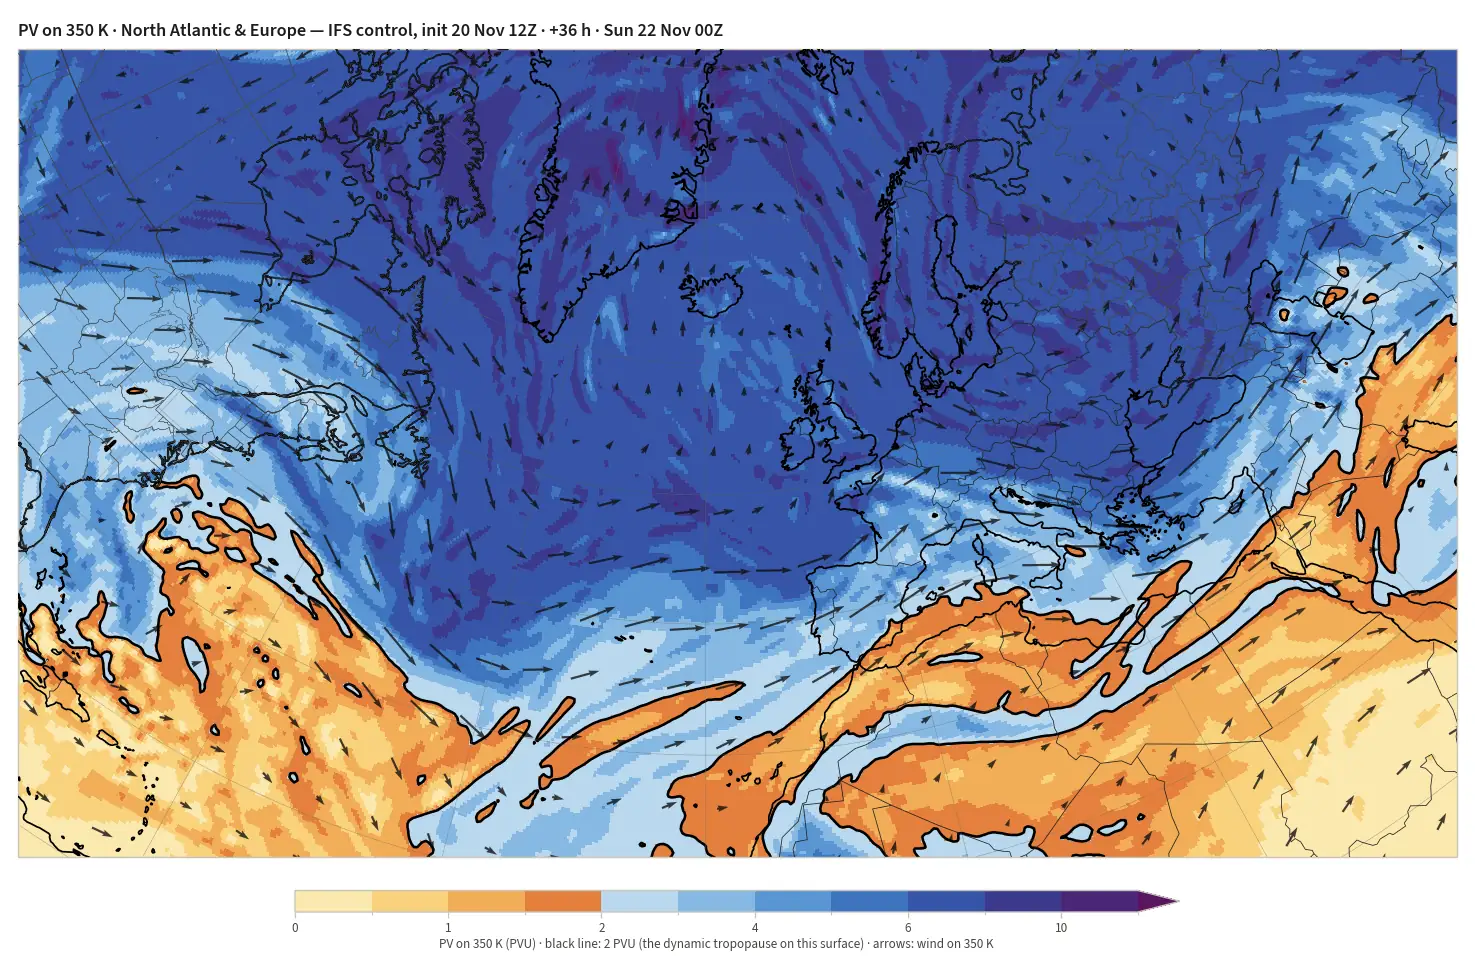 PV on 350 K · North Atlantic & Europe — IFS control, init 20 Nov 12Z · +36 h · Sun 22 Nov 00Z
0 1 2 4 6 10
PV on 350 K (PVU) · black line: 2 PVU (the dynamic tropopause on this surface) · arrows: wind on 350 K